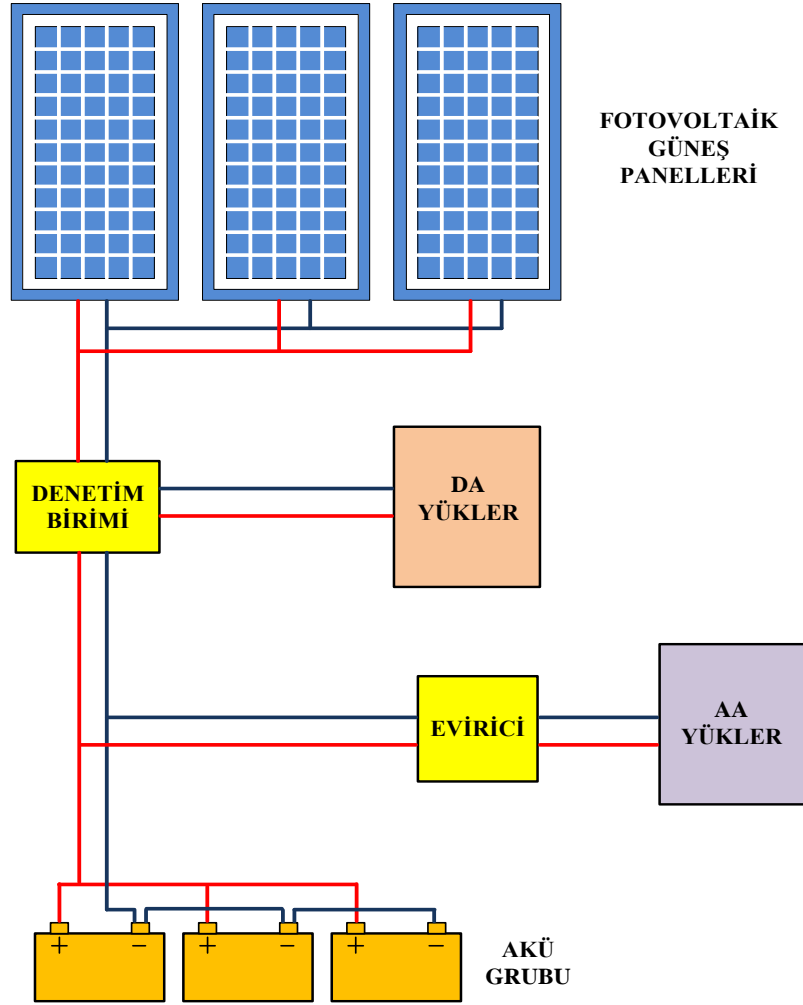 FOTOVOLTAİK
GÜNEŞ
PANELLERİ
DENETİM
BİRİMİ
DA
YÜKLER
EVİRİCİ
AA
YÜKLER
+ − + − + −
AKÜ
GRUBU